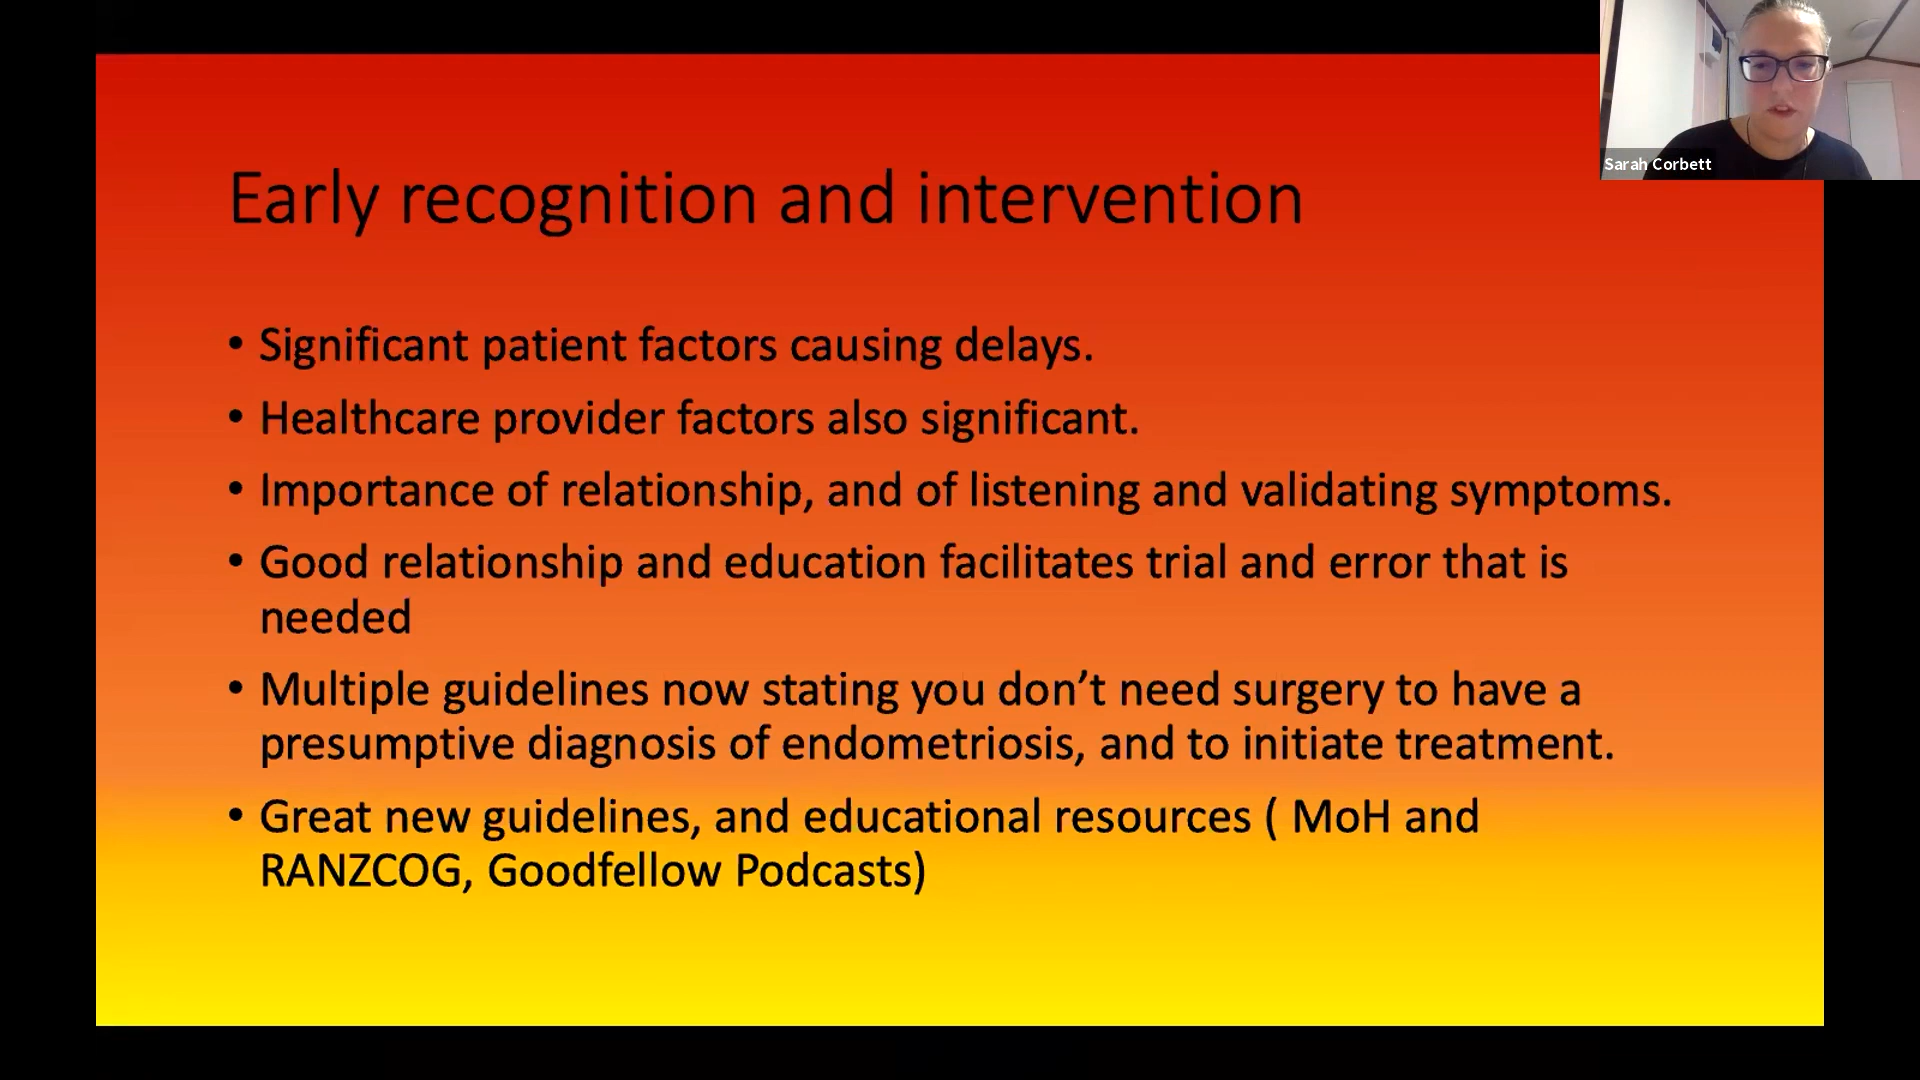 Sarah Corbett
Early recognition and intervention
• Significant patient factors causing delays.
• Healthcare provider factors also significant.
• Importance of relationship, and of listening and validating symptoms.
• Good relationship and education facilitates trial and error that is
needed
• Multiple guidelines now stating you don’t need surgery to have a
presumptive diagnosis of endometriosis, and to initiate treatment.
• Great new guidelines, and educational resources ( MoH and
RANZCOG, Goodfellow Podcasts)